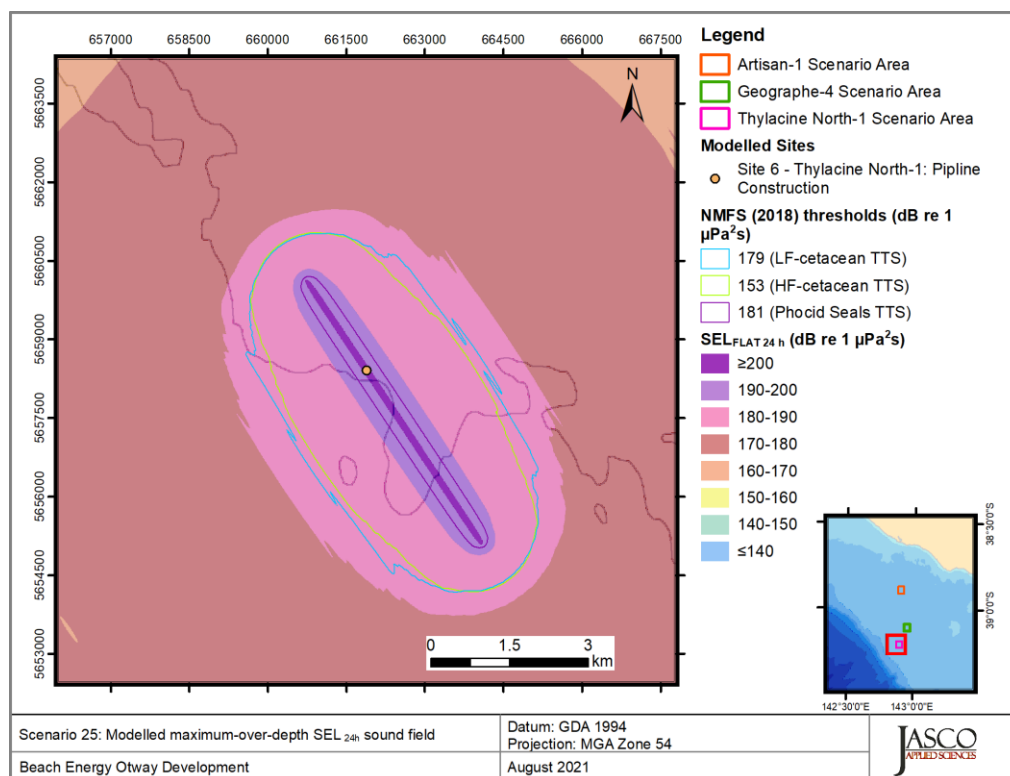 657000 658500 660000 661500 663000 664500 666000 667500
5663500
5662000
5660500
5659000
5657500
5656000
5654500
5653000
N
0 1.5 3
km
Legend
Artisan-1 Scenario Area
Geographe-4 Scenario Area
Thylacine North-1 Scenario Area
Modelled Sites
Site 6 - Thylacine North-1: Pipline
Construction
NMFS (2018) thresholds (dB re 1
µPa²s)
179 (LF-cetacean TTS)
153 (HF-cetacean TTS)
181 (Phocid Seals TTS)
SEL FLAT 24 h (dB re 1 µPa²s)
≥200
190-200
180-190
170-180
160-170
150-160
140-150
≤140
38°30'0"S
39°0'0"S
142°30'0"E 143°0'0"E
Scenario 25: Modelled maximum-over-depth SEL 24h sound field
Beach Energy Otway Development
Datum: GDA 1994
Projection: MGA Zone 54
August 2021
JASCO
APPLIED SCIENCES